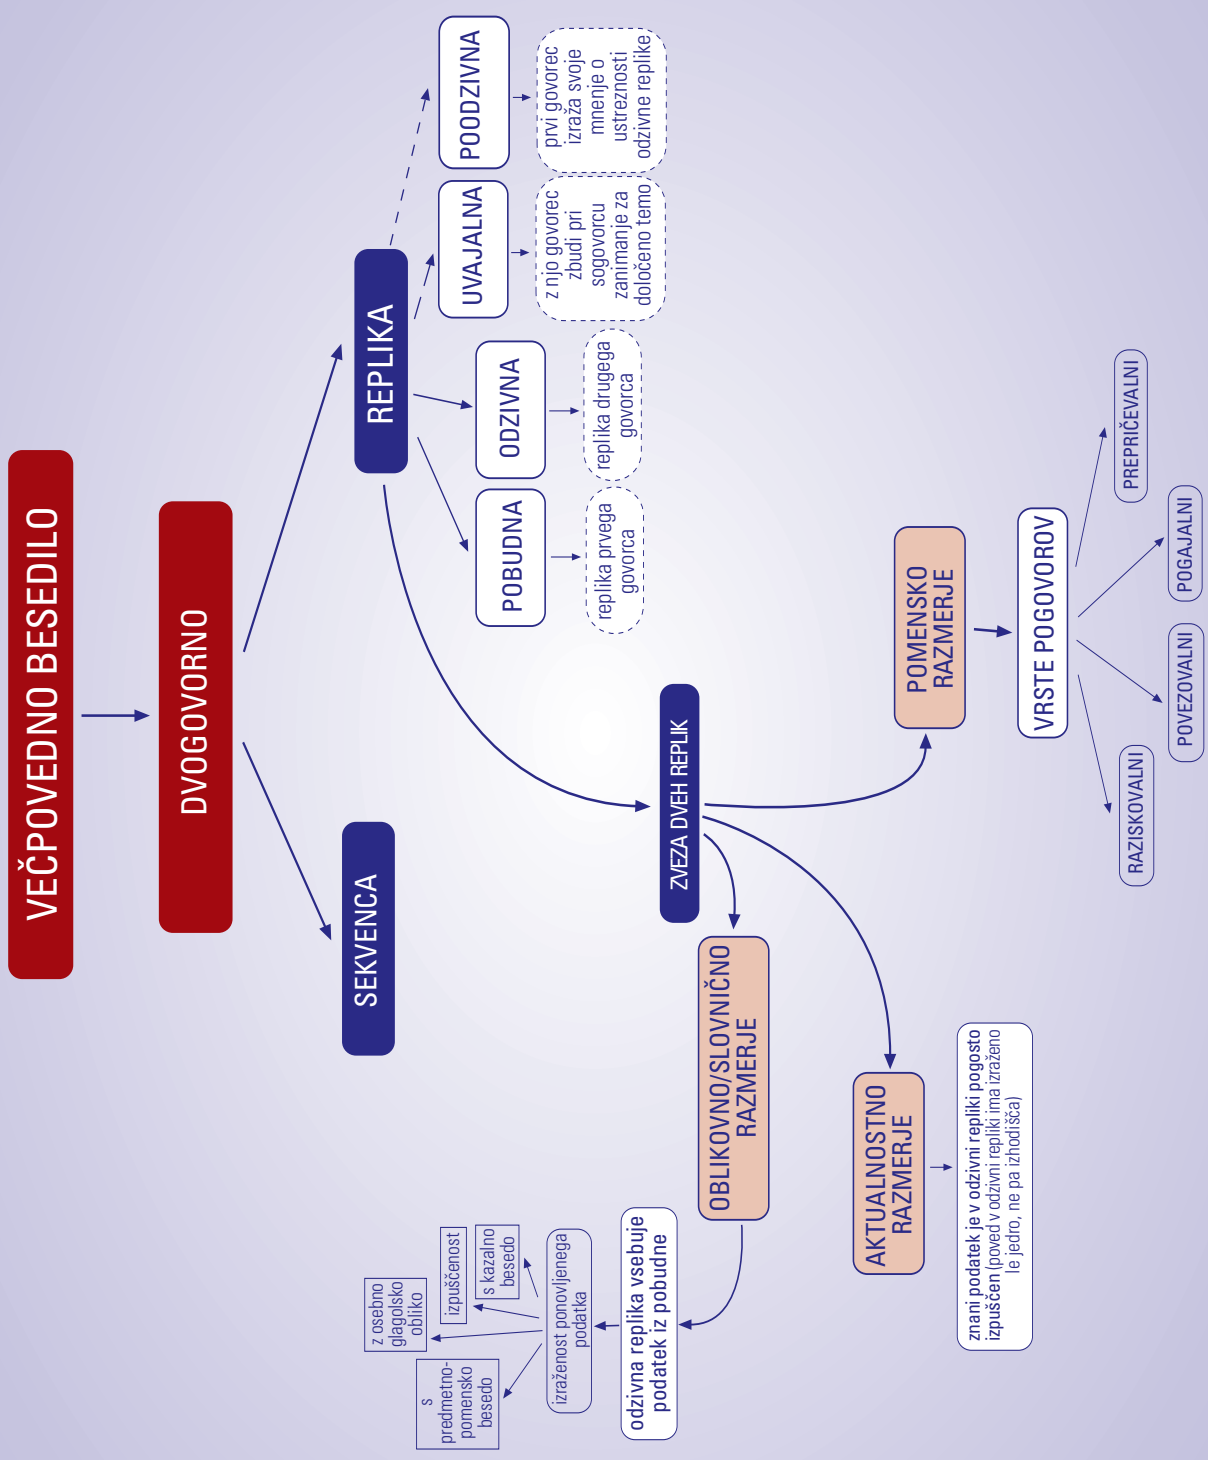 VEČPOVEDNO BESEDILO
DVOGOVORNO
SEKVENCA
REPLIKA
POBUDNA
ODZIVNA
UVAJALNA
POODZIVNA
replika prvega
govorca
replika drugega
govorca
z njo govorec
zbudi pri
sogovorcu
zanimanje za
določeno temo
prvi govorec
izraža svoje
mnenje o
ustreznosti
odzivne replike
ZVEZA DVEH REPLIK
OBLIKOVNO/SLOVNIČNO
RAZMERJE
odzivna replika vsebuje
podatek iz pobudne
izraženost ponovljenega
podatka
s
predmetno-
pomensko
besedo
z osebno
glagolsko
obliko
izpuščenost
s kazalno
besedo
AKTUALNOSTNO
RAZMERJE
znani podatek je v odzivni repliki pogosto
izpuščen (poved v odzivni repliki ima izraženo
le jedro, ne pa izhodišča)
POMENSKO
RAZMERJE
VRSTE POGOVOROV
RAZISKOVALNI
POVEZOVALNI
POGAJALNI
PREPRIČEVALNI